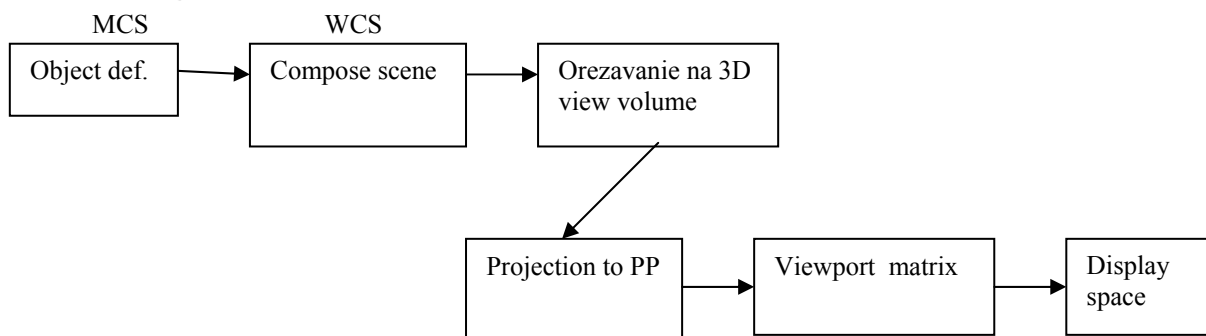 MCS
WCS
Object def.
Compose scene
Orezavanie na 3D
view volume
Projection to PP
Viewport matrix
Display
space